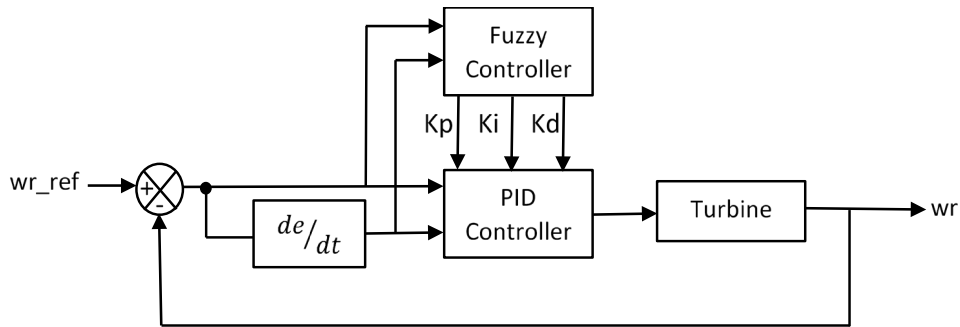 Fuzzy
Controller
Kp Ki Kd
wr_ref
+
-
de/dt
PID
Controller
Turbine
wr